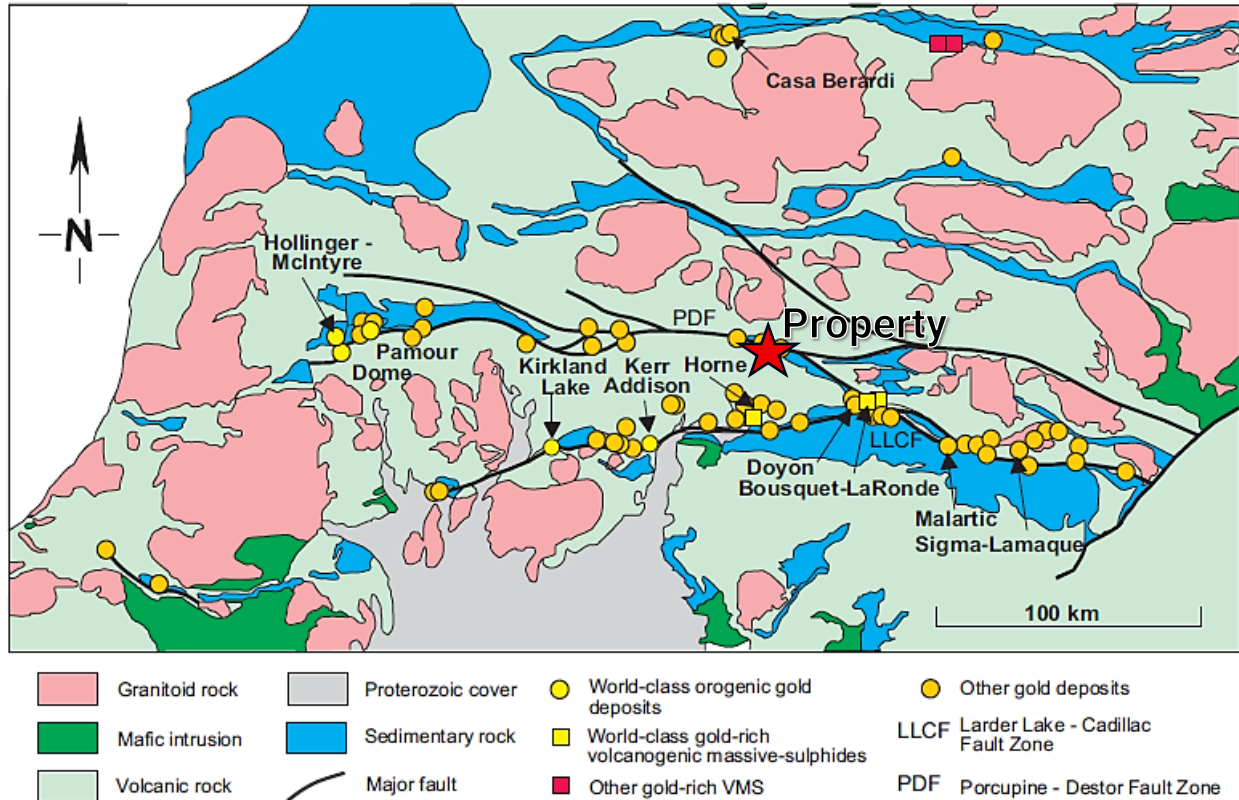 Casa Berardi
N
Hollinger -
McIntyre
Property
PDF
Pamour
Dome
Kirkland
Lake
Kerr
Addison
Horne
LLCF
Doyon
Bousquet-LaRonde
Malartic
Sigma-Lamaque
100 km
Granitoid rock
Proterozoic cover
World-class orogenic gold
deposits
Other gold deposits
Mafic intrusion
Sedimentary rock
World-class gold-rich
volcanogenic massive-sulphides
LLCF
Larder Lake - Cadillac
Fault Zone
Volcanic rock
Major fault
Other gold-rich VMS
PDF
Porcupine - Destor Fault Zone